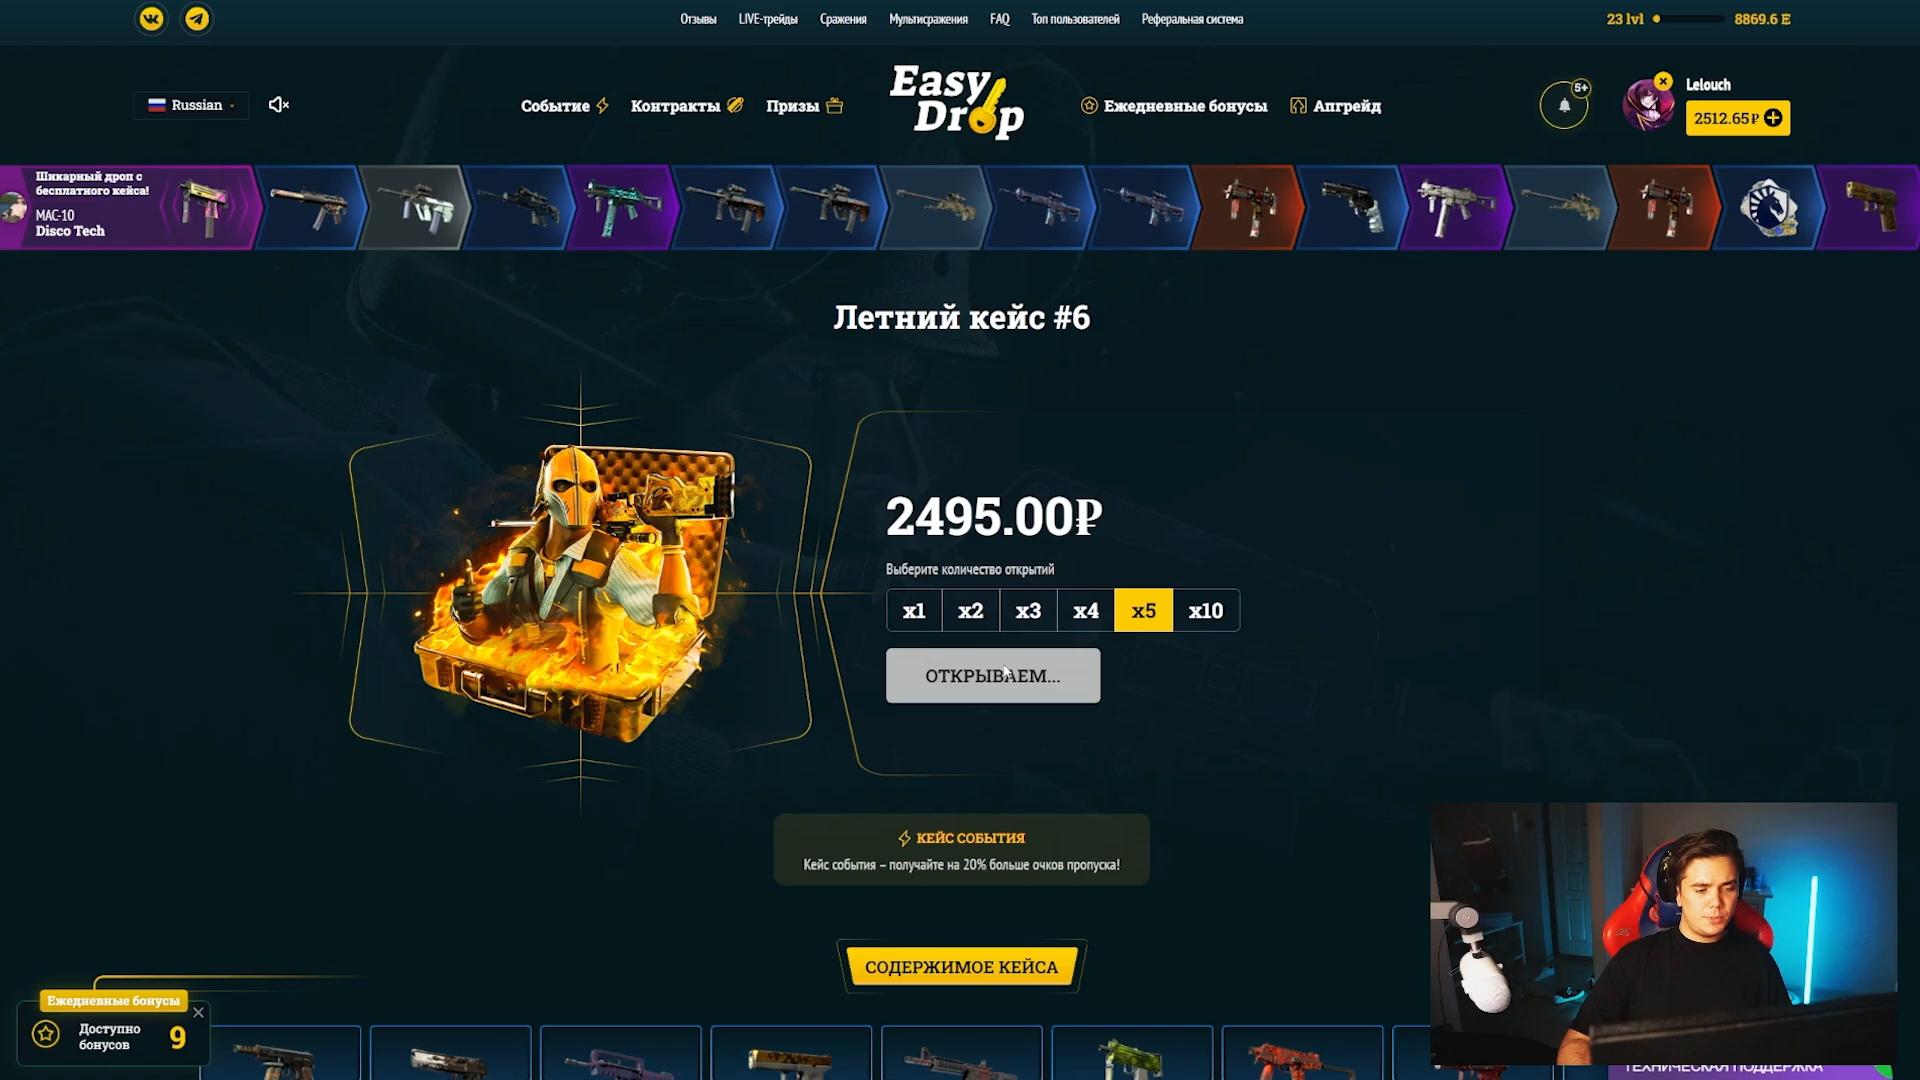 Отзывы
LIVE-трейды
Сражения
Мультисражения
FAQ
Топ пользователей
Реферальная система
23 lvl
8869.6 E
Russian
Событие
Контракты
Призы
Easy
Drop
Ежедневные бонусы
Апгрейд
5+
Lelouch
2512.65₽
Шикарный дроп с
бесплатного кейса!
MAC-10
Disco Tech
Летний кейс #6
2495.00₽
Выберите количество открытий
x1
x2
x3
x4
x5
x10
ОТКРЫВАЕМ...
КЕЙС СОБЫТИЯ
Кейс события – получайте на 20% больше очков пропуска!
СОДЕРЖИМОЕ КЕЙСА
Ежедневные бонусы
Доступно
бонусов
9
ТЕХНИЧЕСКАЯ ПОДДЕРЖКА